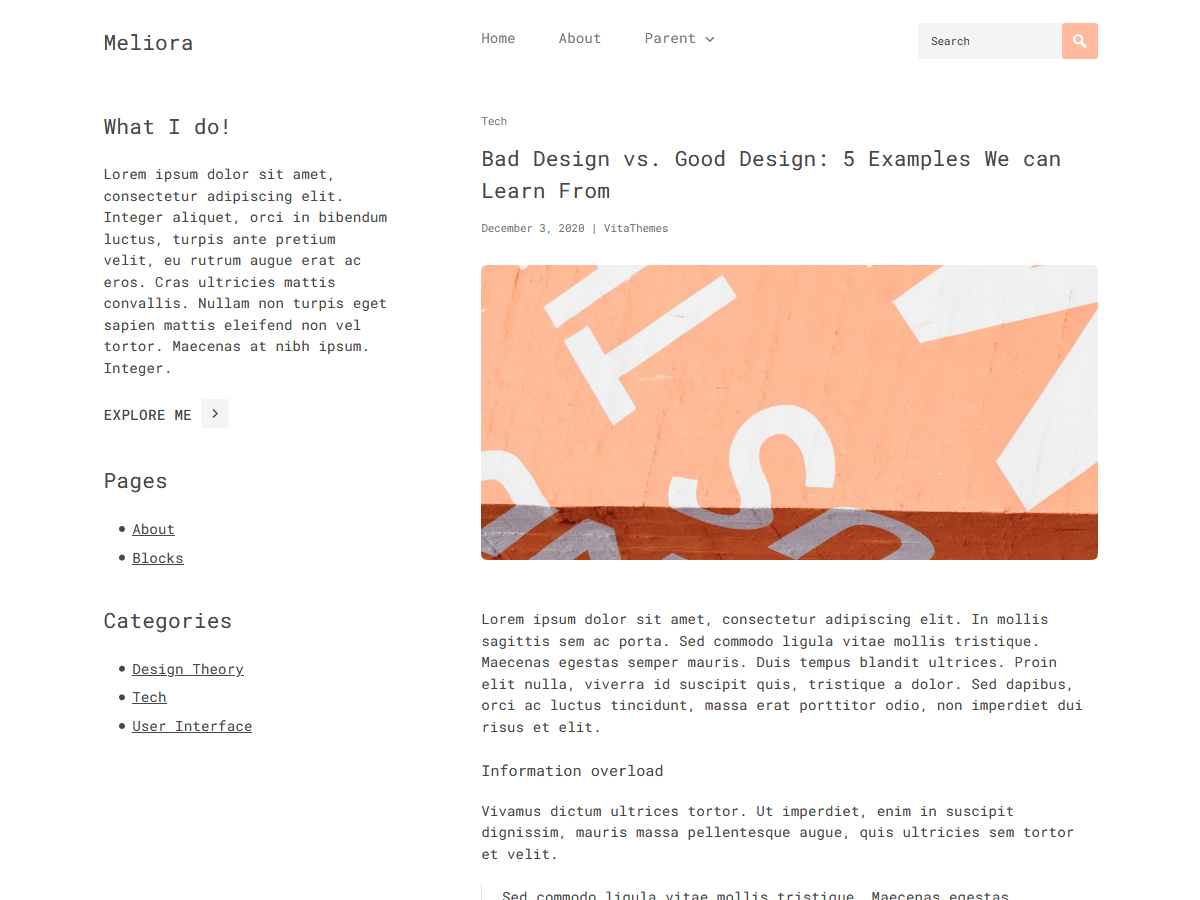 Meliora
Home
About
Parent
Search
What I do!
Lorem ipsum dolor sit amet,
consectetur adipiscing elit.
Integer aliquet, orci in bibendum
luctus, turpis ante pretium
velit, eu rutrum augue erat ac
eros. Cras ultricies mattis
convallis. Nullam non turpis eget
sapien mattis eleifend non vel
tortor. Maecenas at nibh ipsum.
Integer.
EXPLORE ME
Pages
About
Blocks
Categories
Design Theory
Tech
User Interface
Tech
Bad Design vs. Good Design: 5 Examples We can
Learn From
December 3, 2020 | VitaThemes
Lorem ipsum dolor sit amet, consectetur adipiscing elit. In mollis
sagittis sem ac porta. Sed commodo ligula vitae mollis tristique.
Maecenas egestas semper mauris. Duis tempus blandit ultrices. Proin
elit nulla, viverra id suscipit quis, tristique a dolor. Sed dapibus,
orci ac luctus tincidunt, massa erat porttitor odio, non imperdiet dui
risus et elit.
Information overload
Vivamus dictum ultrices tortor. Ut imperdiet, enim in suscipit
dignissim, mauris massa pellentesque augue, quis ultricies sem tortor
et velit.
Sed commodo ligula vitae mollis tristique. Maecenas egestas